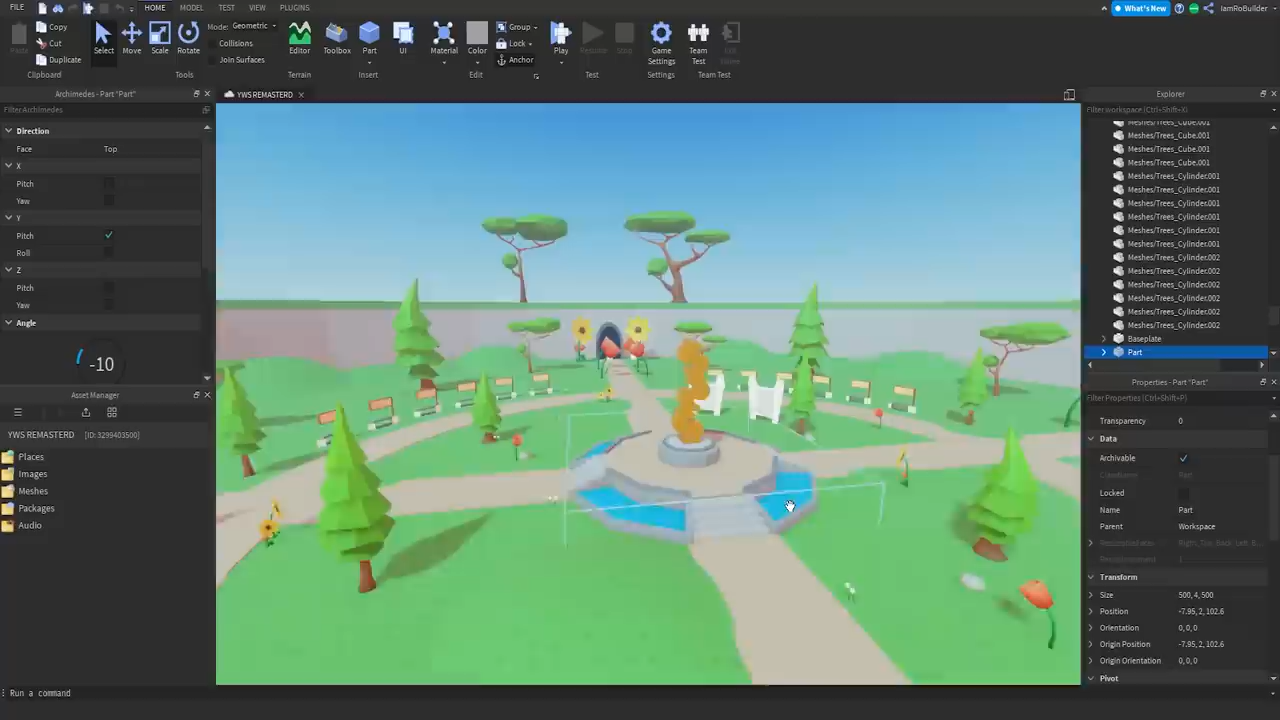 FILE HOME MODEL TEST VIEW PLUGINS What's New IamRoBuilder
Paste Copy Cut Duplicate Select Move Scale Rotate Mode: Geometric Collisions Join Surfaces Editor Toolbox Part UI Material Color Group Lock Anchor Play Resume Stop Game Settings Team Test Exit Game
Clipboard Tools Terrain Insert Edit Test Settings Team Test
Archimedes - Part "Part"
Filter Archimedes
Direction
Face Top
X
Pitch
Yaw
Y
Pitch
Roll
Z
Pitch
Yaw
Angle
-10
Asset Manager
YWS REMASTERD [ID:3299403500]
Places
Images
Meshes
Packages
Audio
YWS REMASTERD
Explorer
Filter workspace (Ctrl+Shift+X)
Meshes/Trees_Cube.001
Meshes/Trees_Cube.001
Meshes/Trees_Cube.001
Meshes/Trees_Cube.001
Meshes/Trees_Cylinder.001
Meshes/Trees_Cylinder.001
Meshes/Trees_Cylinder.001
Meshes/Trees_Cylinder.001
Meshes/Trees_Cylinder.001
Meshes/Trees_Cylinder.001
Meshes/Trees_Cylinder.002
Meshes/Trees_Cylinder.002
Meshes/Trees_Cylinder.002
Meshes/Trees_Cylinder.002
Meshes/Trees_Cylinder.002
Meshes/Trees_Cylinder.002
Baseplate
Part
Properties - Part "Part"
Filter Properties (Ctrl+Shift+P)
Transparency 0
Data
Archivable
ClassName Part
Locked
Name Part
Parent Workspace
Transform
Size 500, 4, 500
Position -7.95, 2, 102.6
Orientation 0, 0, 0
Origin Position -7.95, 2, 102.6
Origin Orientation 0, 0, 0
Pivot
Run a command